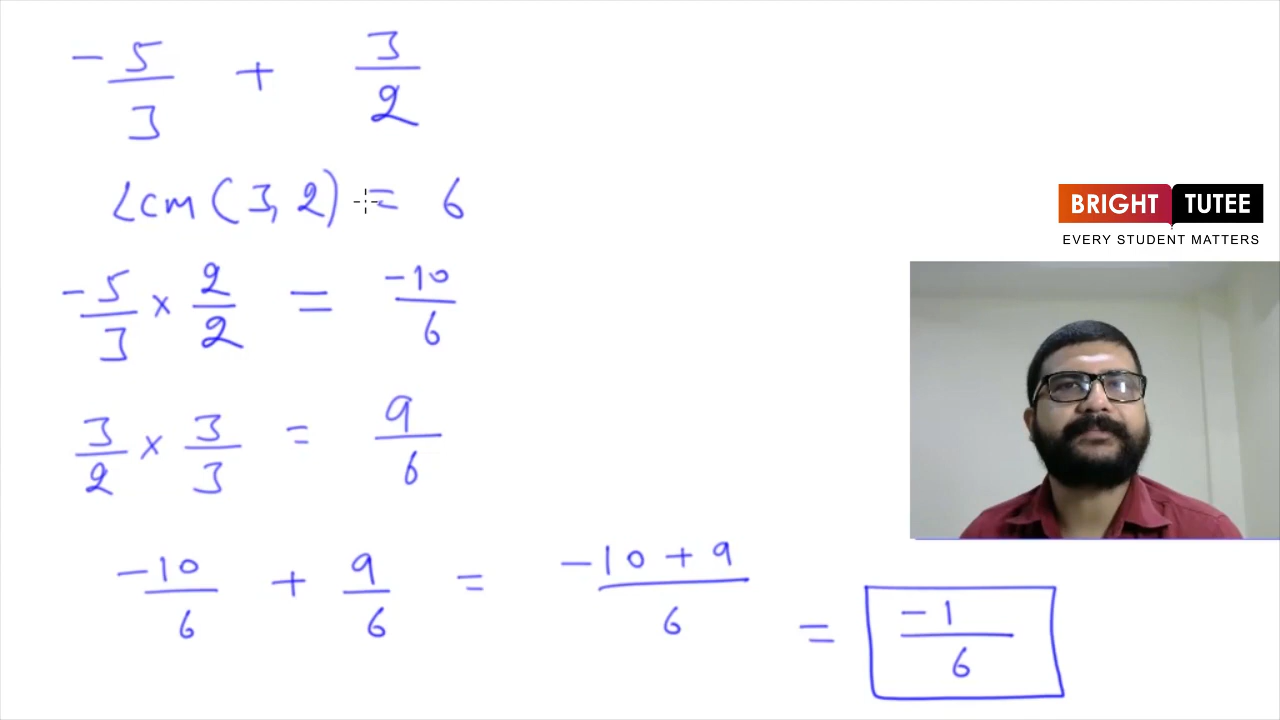 -5/3 + 3/2
Lcm (3, 2) = 6
-5/3 × 2/2 = -10/6
3/2 × 3/3 = 9/6
-10/6 + 9/6 = -10 + 9/6 = -1/6
BRIGHT TUTEE
EVERY STUDENT MATTERS